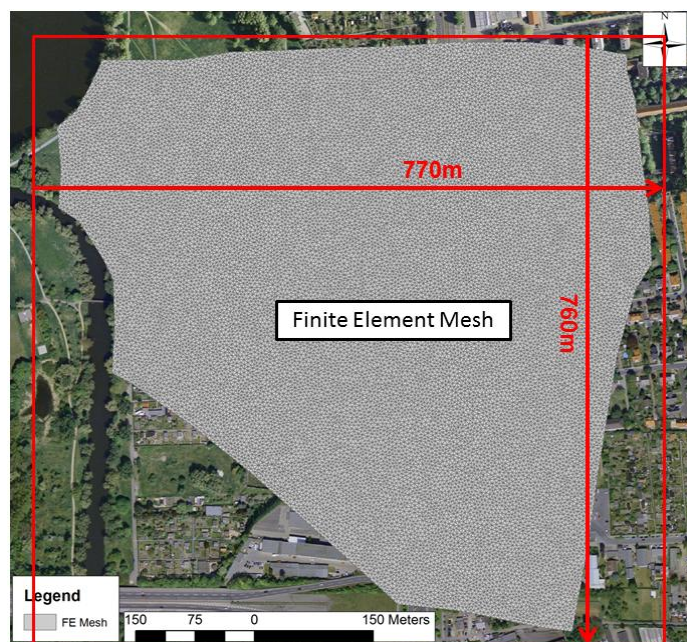 N
770m
760m
Finite Element Mesh
Legend
FE Mesh
150 75 0 150 Meters